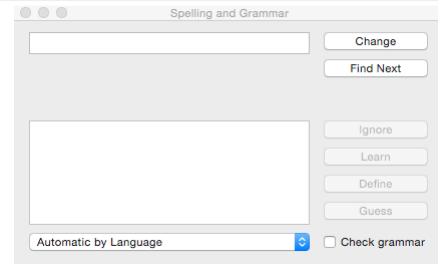 Spelling and Grammar
Change
Find Next
Ignore
Learn
Define
Guess
Automatic by Language
Check grammar